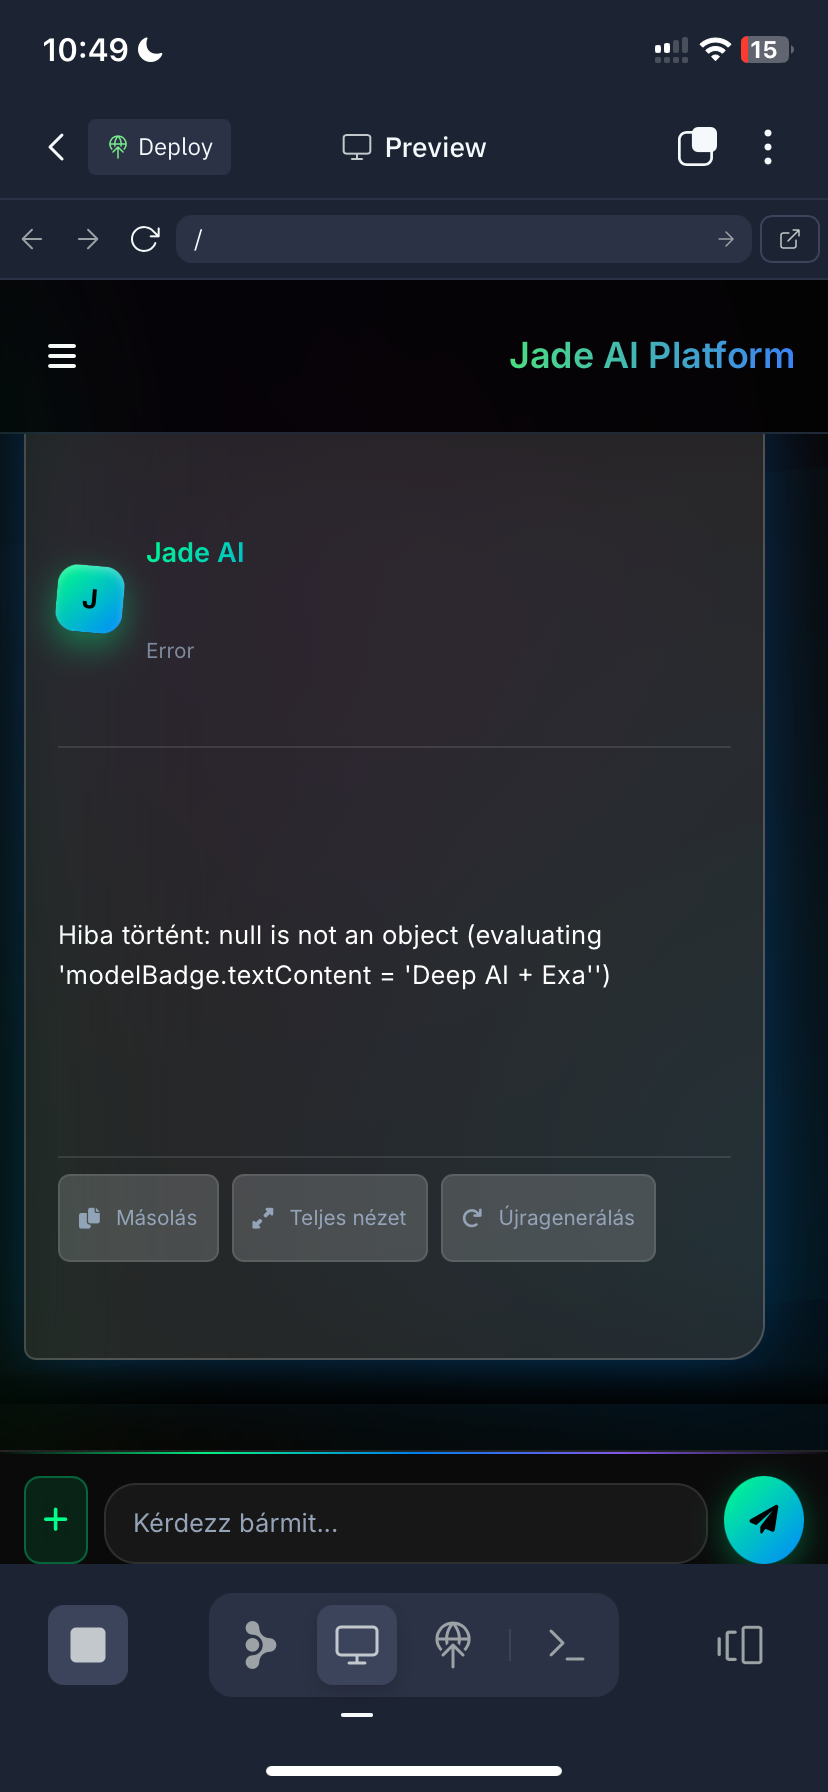 10:49
15
Deploy
Preview
/
Jade AI Platform
Jade AI
J
Error
Hiba történt: null is not an object (evaluating
'modelBadge.textContent = 'Deep AI + Exa'')
Másolás
Teljes nézet
Újragenerálás
Kérdezz bármit...